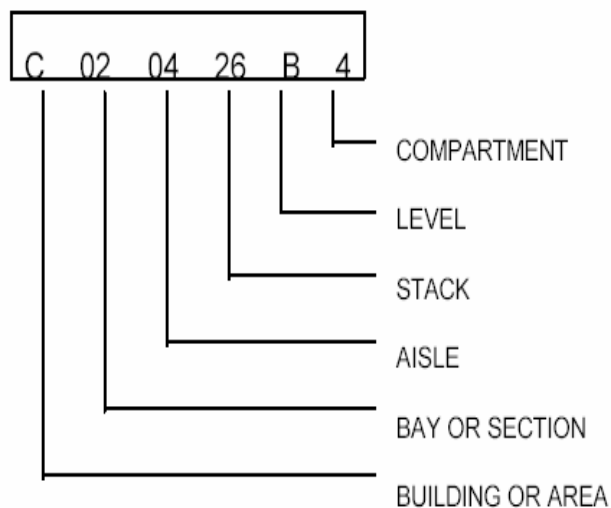 C 02 04 26 B 4
COMPARTMENT
LEVEL
STACK
AISLE
BAY OR SECTION
BUILDING OR AREA